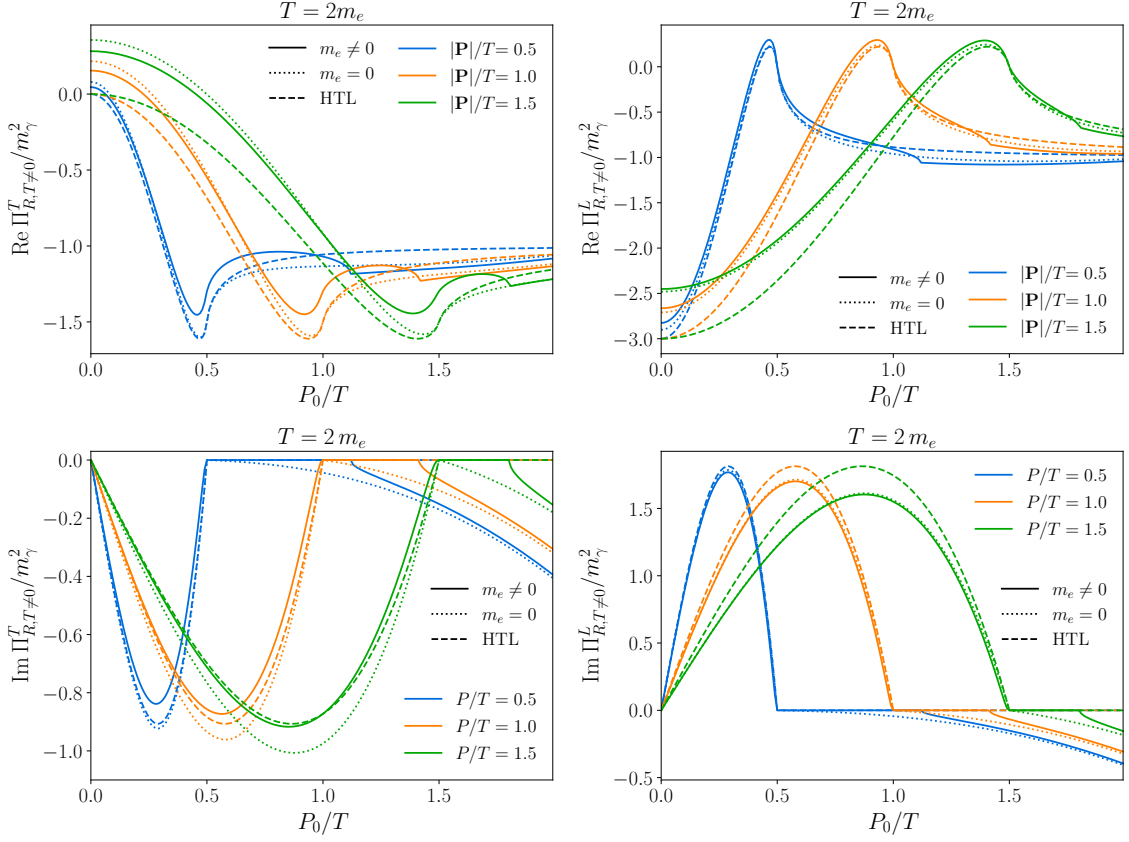 T = 2m_e
Re Π^T_{R,T≠0}/m_γ^2
0.0
−0.5
−1.0
−1.5
m_e ≠ 0
m_e = 0
HTL
|P|/T= 0.5
|P|/T= 1.0
|P|/T= 1.5
0.0 0.5 1.0 1.5
P_0/T
T = 2m_e
Re Π^L_{R,T≠0}/m_γ^2
0.0
−0.5
−1.0
−1.5
−2.0
−2.5
−3.0
m_e ≠ 0
m_e = 0
HTL
|P|/T= 0.5
|P|/T= 1.0
|P|/T= 1.5
0.0 0.5 1.0 1.5
P_0/T
T = 2 m_e
Im Π^T_{R,T≠0}/m_γ^2
0.0
−0.2
−0.4
−0.6
−0.8
−1.0
m_e ≠ 0
m_e = 0
HTL
P/T = 0.5
P/T = 1.0
P/T = 1.5
0.0 0.5 1.0 1.5
P_0/T
T = 2 m_e
Im Π^L_{R,T≠0}/m_γ^2
1.5
1.0
0.5
0.0
−0.5
P/T = 0.5
P/T = 1.0
P/T = 1.5
m_e ≠ 0
m_e = 0
HTL
0.0 0.5 1.0 1.5
P_0/T